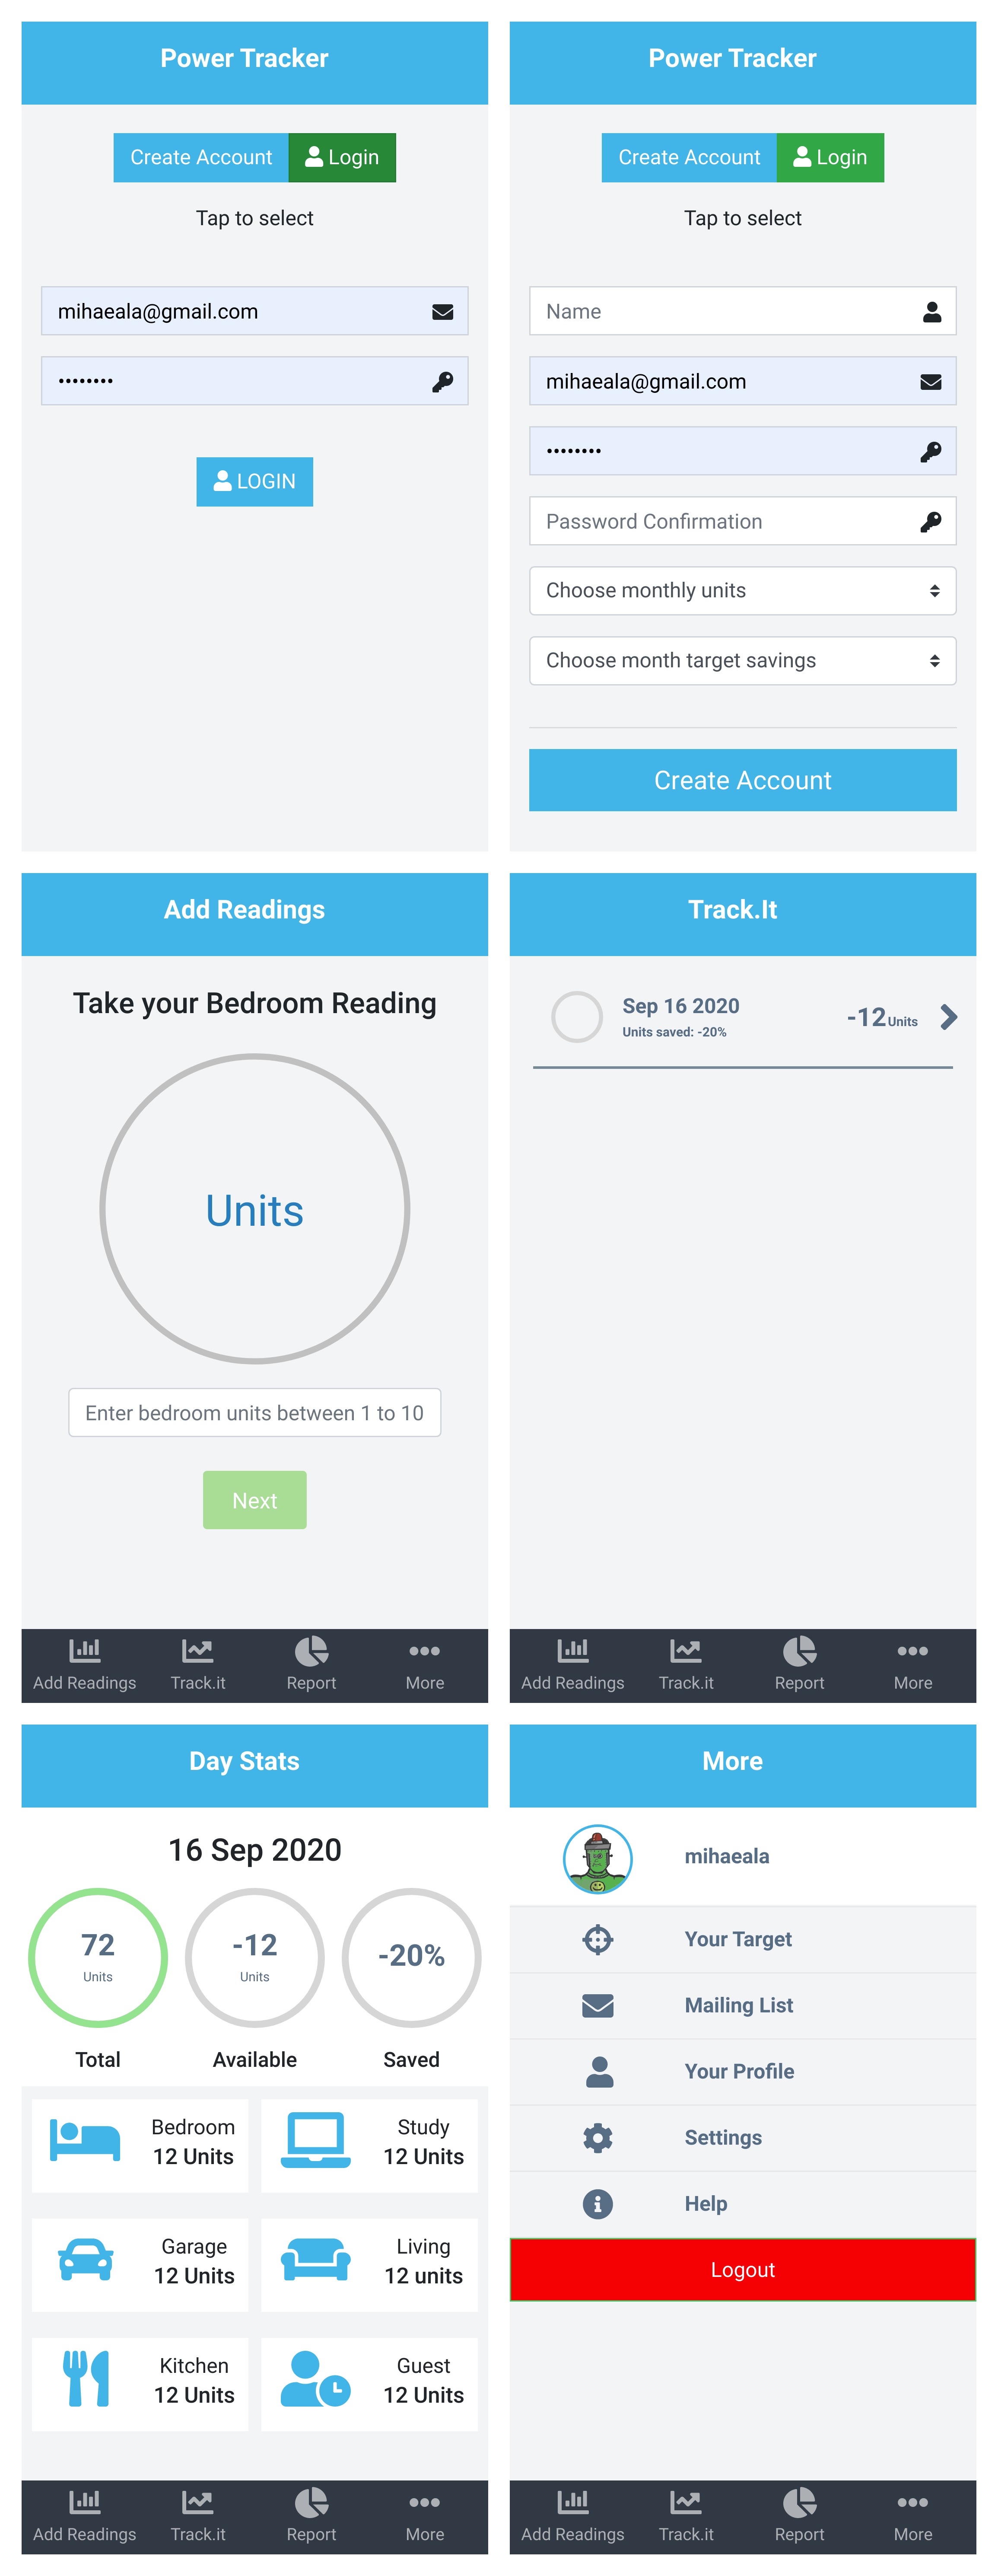 Power Tracker
Create Account
Login
Tap to select
mihaeala@gmail.com
••••••••
LOGIN
Power Tracker
Create Account
Login
Tap to select
Name
mihaeala@gmail.com
••••••••
Password Confirmation
Choose monthly units
Choose month target savings
Create Account
Add Readings
Take your Bedroom Reading
Units
Enter bedroom units between 1 to 10
Next
Add Readings
Track.it
Report
More
Track.It
Sep 16 2020
Units saved: -20%
-12 Units
Add Readings
Track.it
Report
More
Day Stats
16 Sep 2020
72
Units
Total
-12
Units
Available
-20%
Saved
Bedroom
12 Units
Study
12 Units
Garage
12 Units
Living
12 units
Kitchen
12 Units
Guest
12 Units
Add Readings
Track.it
Report
More
More
mihaeala
Your Target
Mailing List
Your Profile
Settings
Help
Logout
Add Readings
Track.it
Report
More